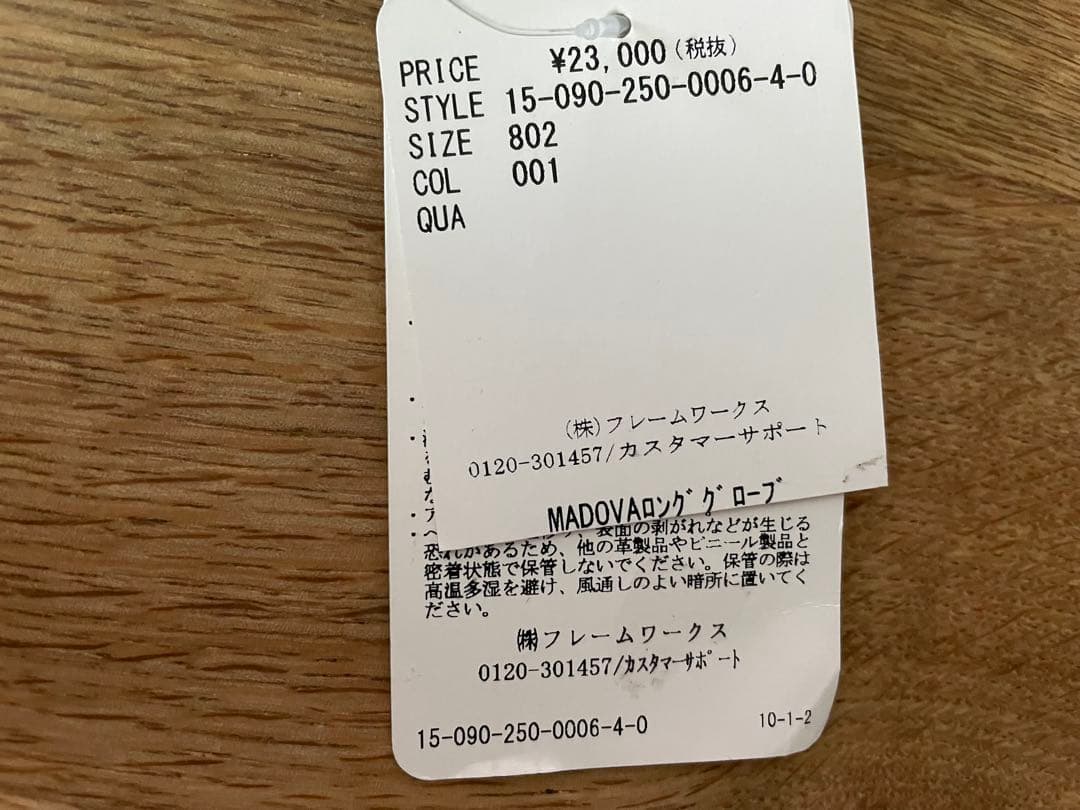 PRICE ¥23,000(税抜)
STYLE 15-090-250-0006-4-0
SIZE 802
COL 001
QUA
(株)フレームワークス
0120-301457/カスタマーサポート
MADOVAロンググローブ
、表面の剥がれなどが生じる
恐れがあるため、他の革製品やビニール製品と
密着状態で保管しないでください。保管の際は
高温多湿を避け、風通しのよい暗所に置いてく
ださい。
㈱フレームワークス
0120-301457/カスタマーサポート
15-090-250-0006-4-0 10-1-2